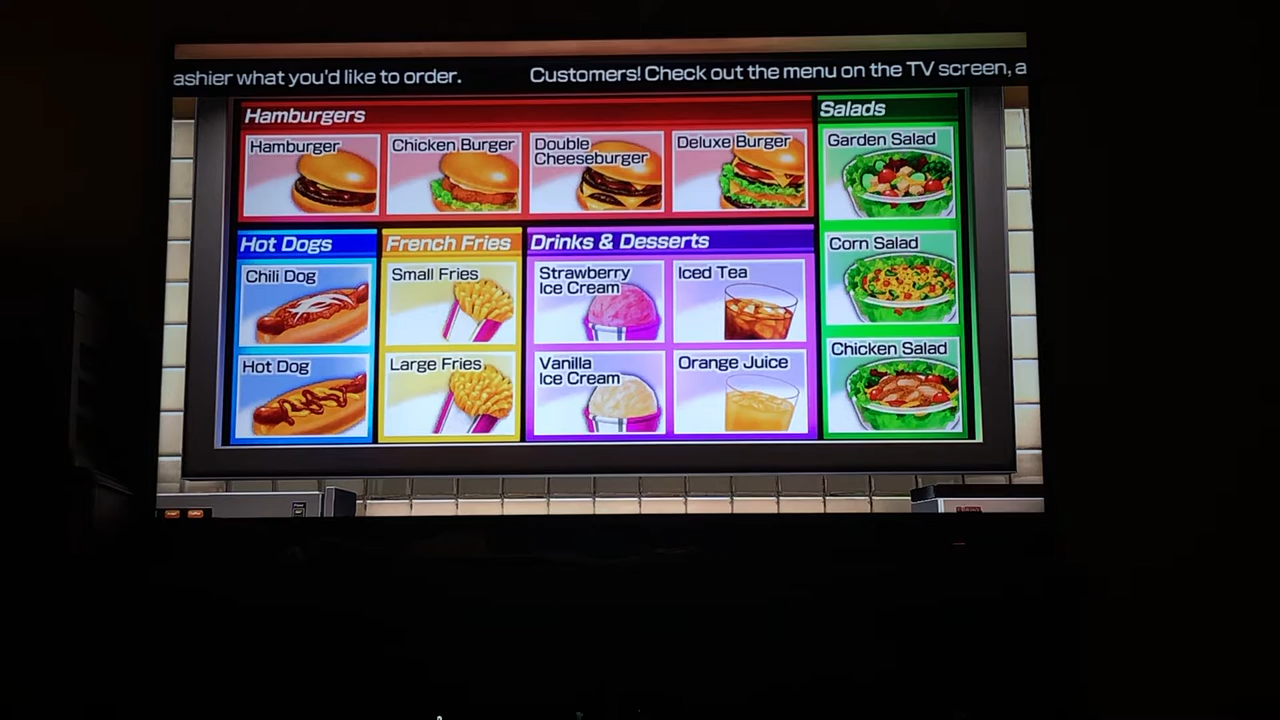 ashier what you'd like to order. Customers! Check out the menu on the TV screen, a
Hamburgers
Hamburger
Chicken Burger
Double
Cheeseburger
Deluxe Burger
Salads
Garden Salad
Corn Salad
Chicken Salad
Hot Dogs
Chili Dog
Hot Dog
French Fries
Small Fries
Large Fries
Drinks & Desserts
Strawberry
Ice Cream
Iced Tea
Vanilla
Ice Cream
Orange Juice